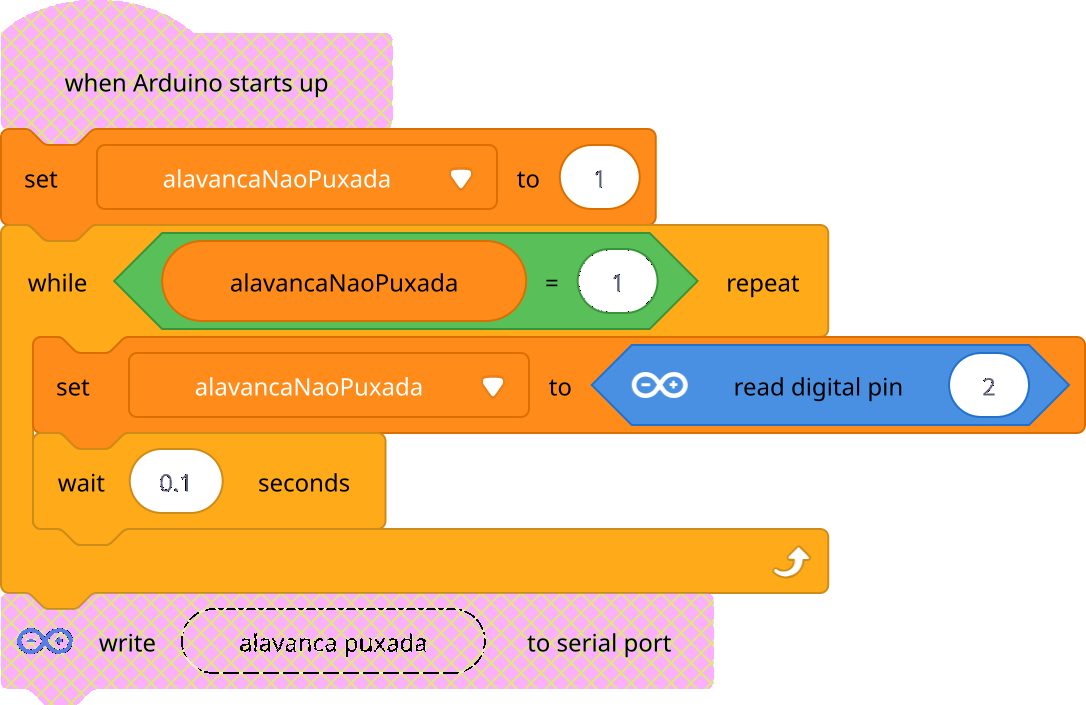 when Arduino starts up
set alavancaNaoPuxada to 1
while alavancaNaoPuxada = 1 repeat
set alavancaNaoPuxada to read digital pin 2
wait 0.1 seconds
write alavanca puxada to serial port